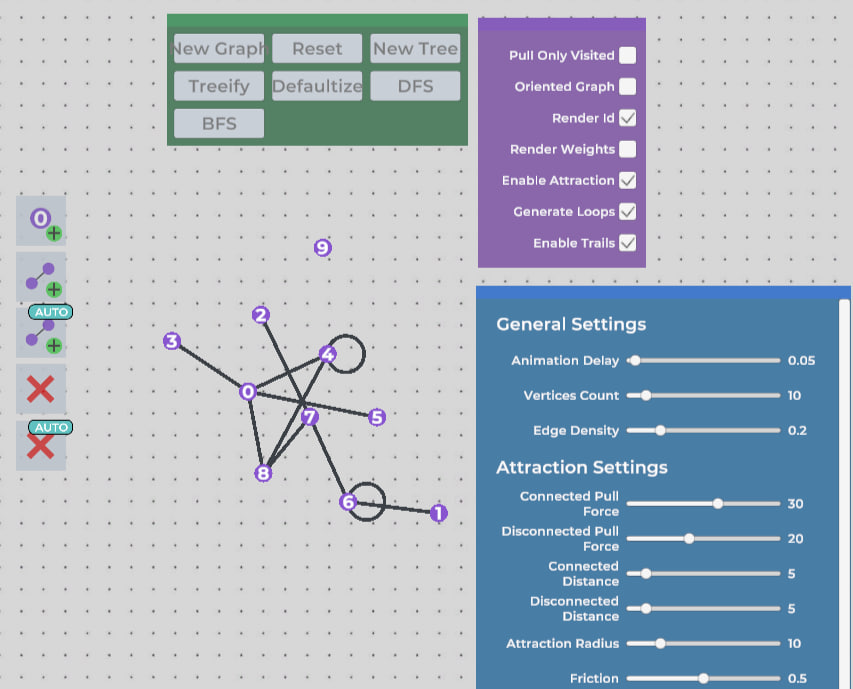 New Graph Reset New Tree
Treeify Defaultize DFS
BFS
Pull Only Visited
Oriented Graph
Render Id
Render Weights
Enable Attraction
Generate Loops
Enable Trails
0
AUTO
AUTO
9
2
3
4
0
7 5
8
6
1
General Settings
Animation Delay 0.05
Vertices Count 10
Edge Density 0.2
Attraction Settings
Connected Pull
Force 30
Disconnected Pull
Force 20
Connected
Distance 5
Disconnected
Distance 5
Attraction Radius 10
Friction 0.5